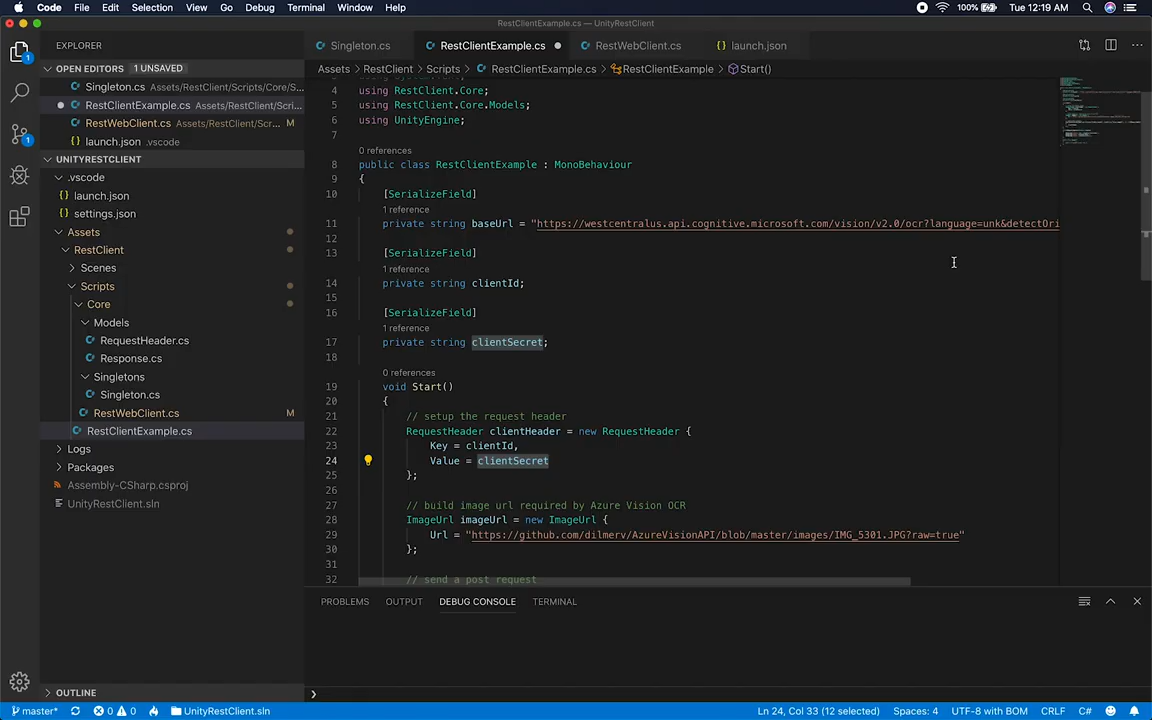 Code File Edit Selection View Go Debug Terminal Window Help 100% Tue 12:19 AM
RestClientExample.cs — UnityRestClient
EXPLORER
OPEN EDITORS 1 UNSAVED
Singleton.cs Assets/RestClient/Scripts/Core/S...
RestClientExample.cs Assets/RestClient/Scri...
RestWebClient.cs Assets/RestClient/Scr... M
launch.json .vscode
UNITYRESTCLIENT
.vscode
launch.json
settings.json
Assets
RestClient
Scenes
Scripts
Core
Models
RequestHeader.cs
Response.cs
Singletons
Singleton.cs
RestWebClient.cs M
RestClientExample.cs
Logs
Packages
Assembly-CSharp.csproj
UnityRestClient.sln
OUTLINE
Singleton.cs RestClientExample.cs RestWebClient.cs launch.json
Assets > RestClient > Scripts > RestClientExample.cs > RestClientExample > Start()
4 using RestClient.Core;
5 using RestClient.Core.Models;
6 using UnityEngine;
7
0 references
8 public class RestClientExample : MonoBehaviour
9 {
10 [SerializeField]
1 reference
11 private string baseUrl = "https://westcentralus.api.cognitive.microsoft.com/vision/v2.0/ocr?language=unk&detectOri
12
13 [SerializeField]
1 reference
14 private string clientId;
15
16 [SerializeField]
1 reference
17 private string clientSecret;
18
0 references
19 void Start()
20 {
21 // setup the request header
22 RequestHeader clientHeader = new RequestHeader {
23 Key = clientId,
24 Value = clientSecret
25 };
26
27 // build image url required by Azure Vision OCR
28 ImageUrl imageUrl = new ImageUrl {
29 Url = "https://github.com/dilmerv/AzureVisionAPI/blob/master/images/IMG_5301.JPG?raw=true"
30 };
31
32 // send a post request
PROBLEMS OUTPUT DEBUG CONSOLE TERMINAL
master* 0 0 UnityRestClient.sln Ln 24, Col 33 (12 selected) Spaces: 4 UTF-8 with BOM CRLF C#